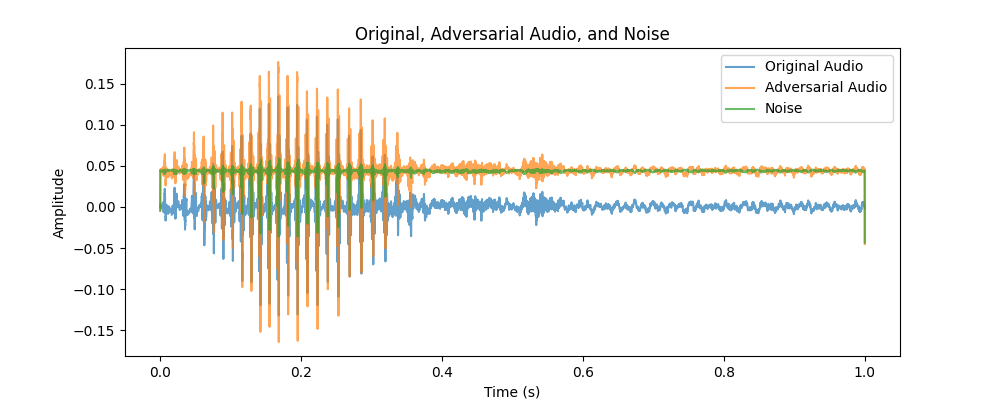 Original, Adversarial Audio, and Noise
Original Audio
Adversarial Audio
Noise
Amplitude
0.15
0.10
0.05
0.00
−0.05
−0.10
−0.15
0.0
0.2
0.4
0.6
0.8
1.0
Time (s)